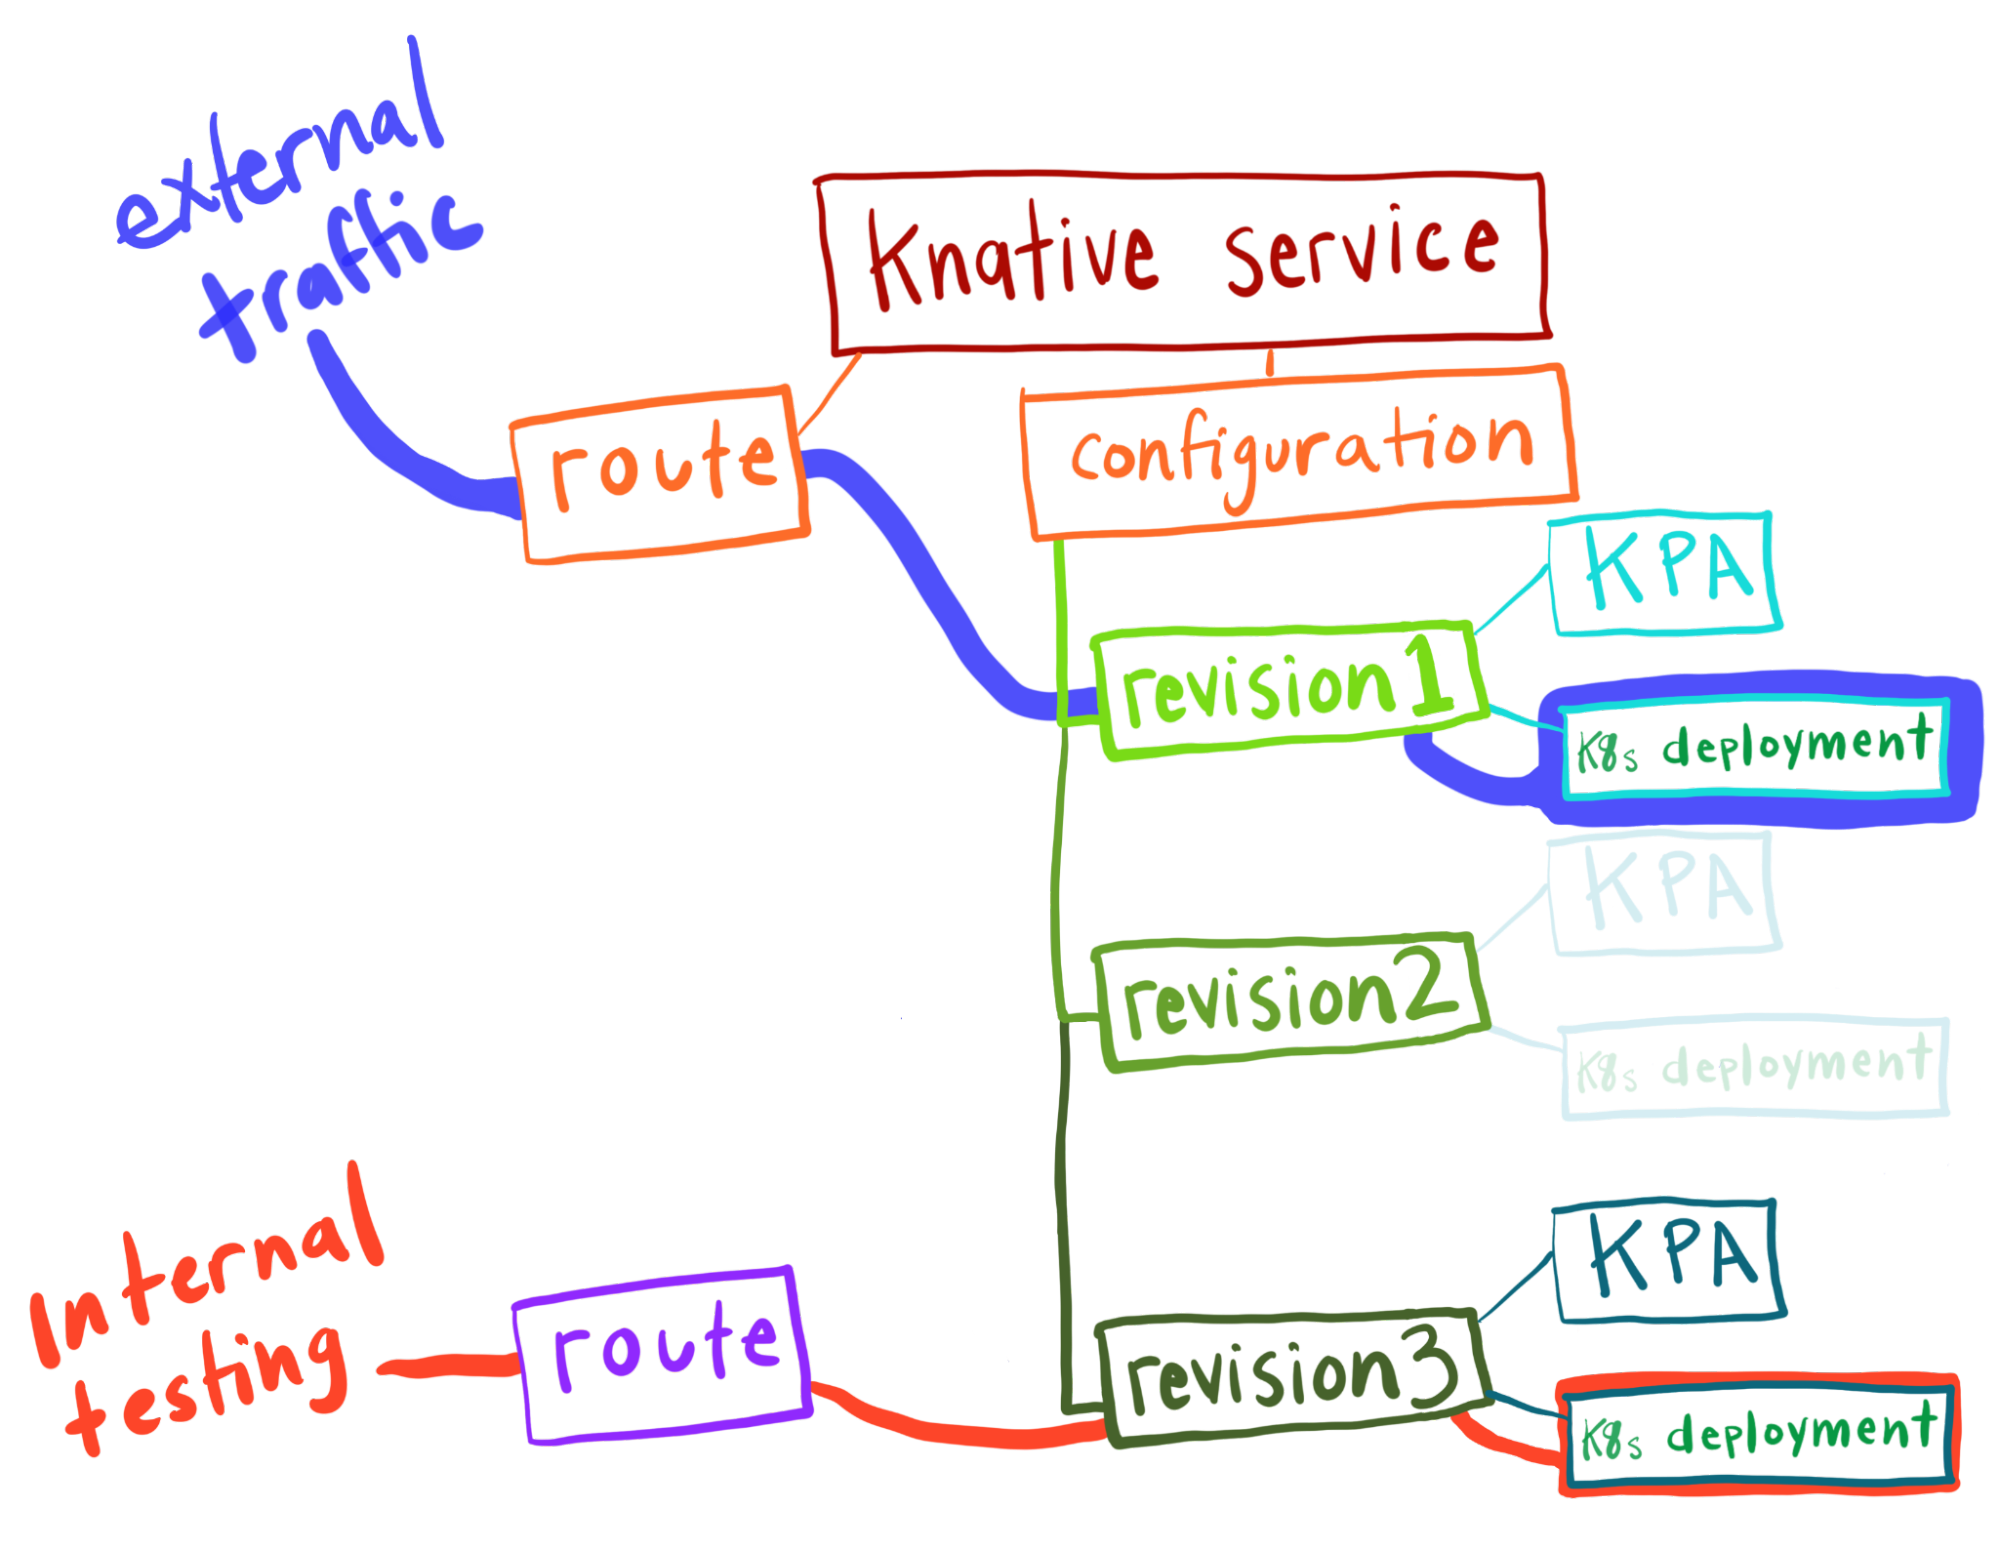 external
traffic
Knative service
route
configuration
KPA
revision1
K8s deployment
KPA
revision2
K8s deployment
Internal
testing
route
KPA
revision3
K8s deployment